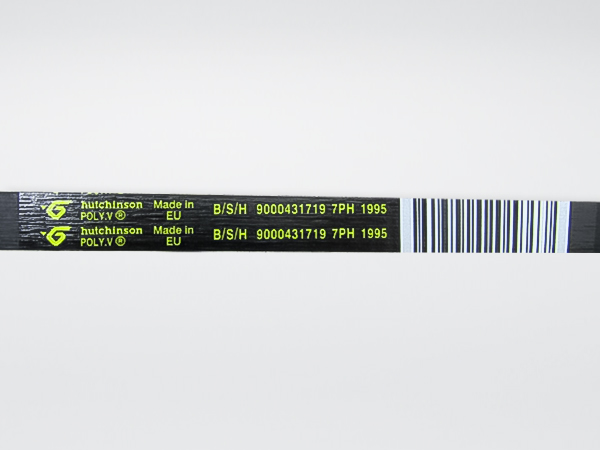 hutchinson Made in B/S/H 9000431719 7PH 1995
POLY.V ® EU
hutchinson Made in B/S/H 9000431719 7PH 1995
POLY.V ® EU